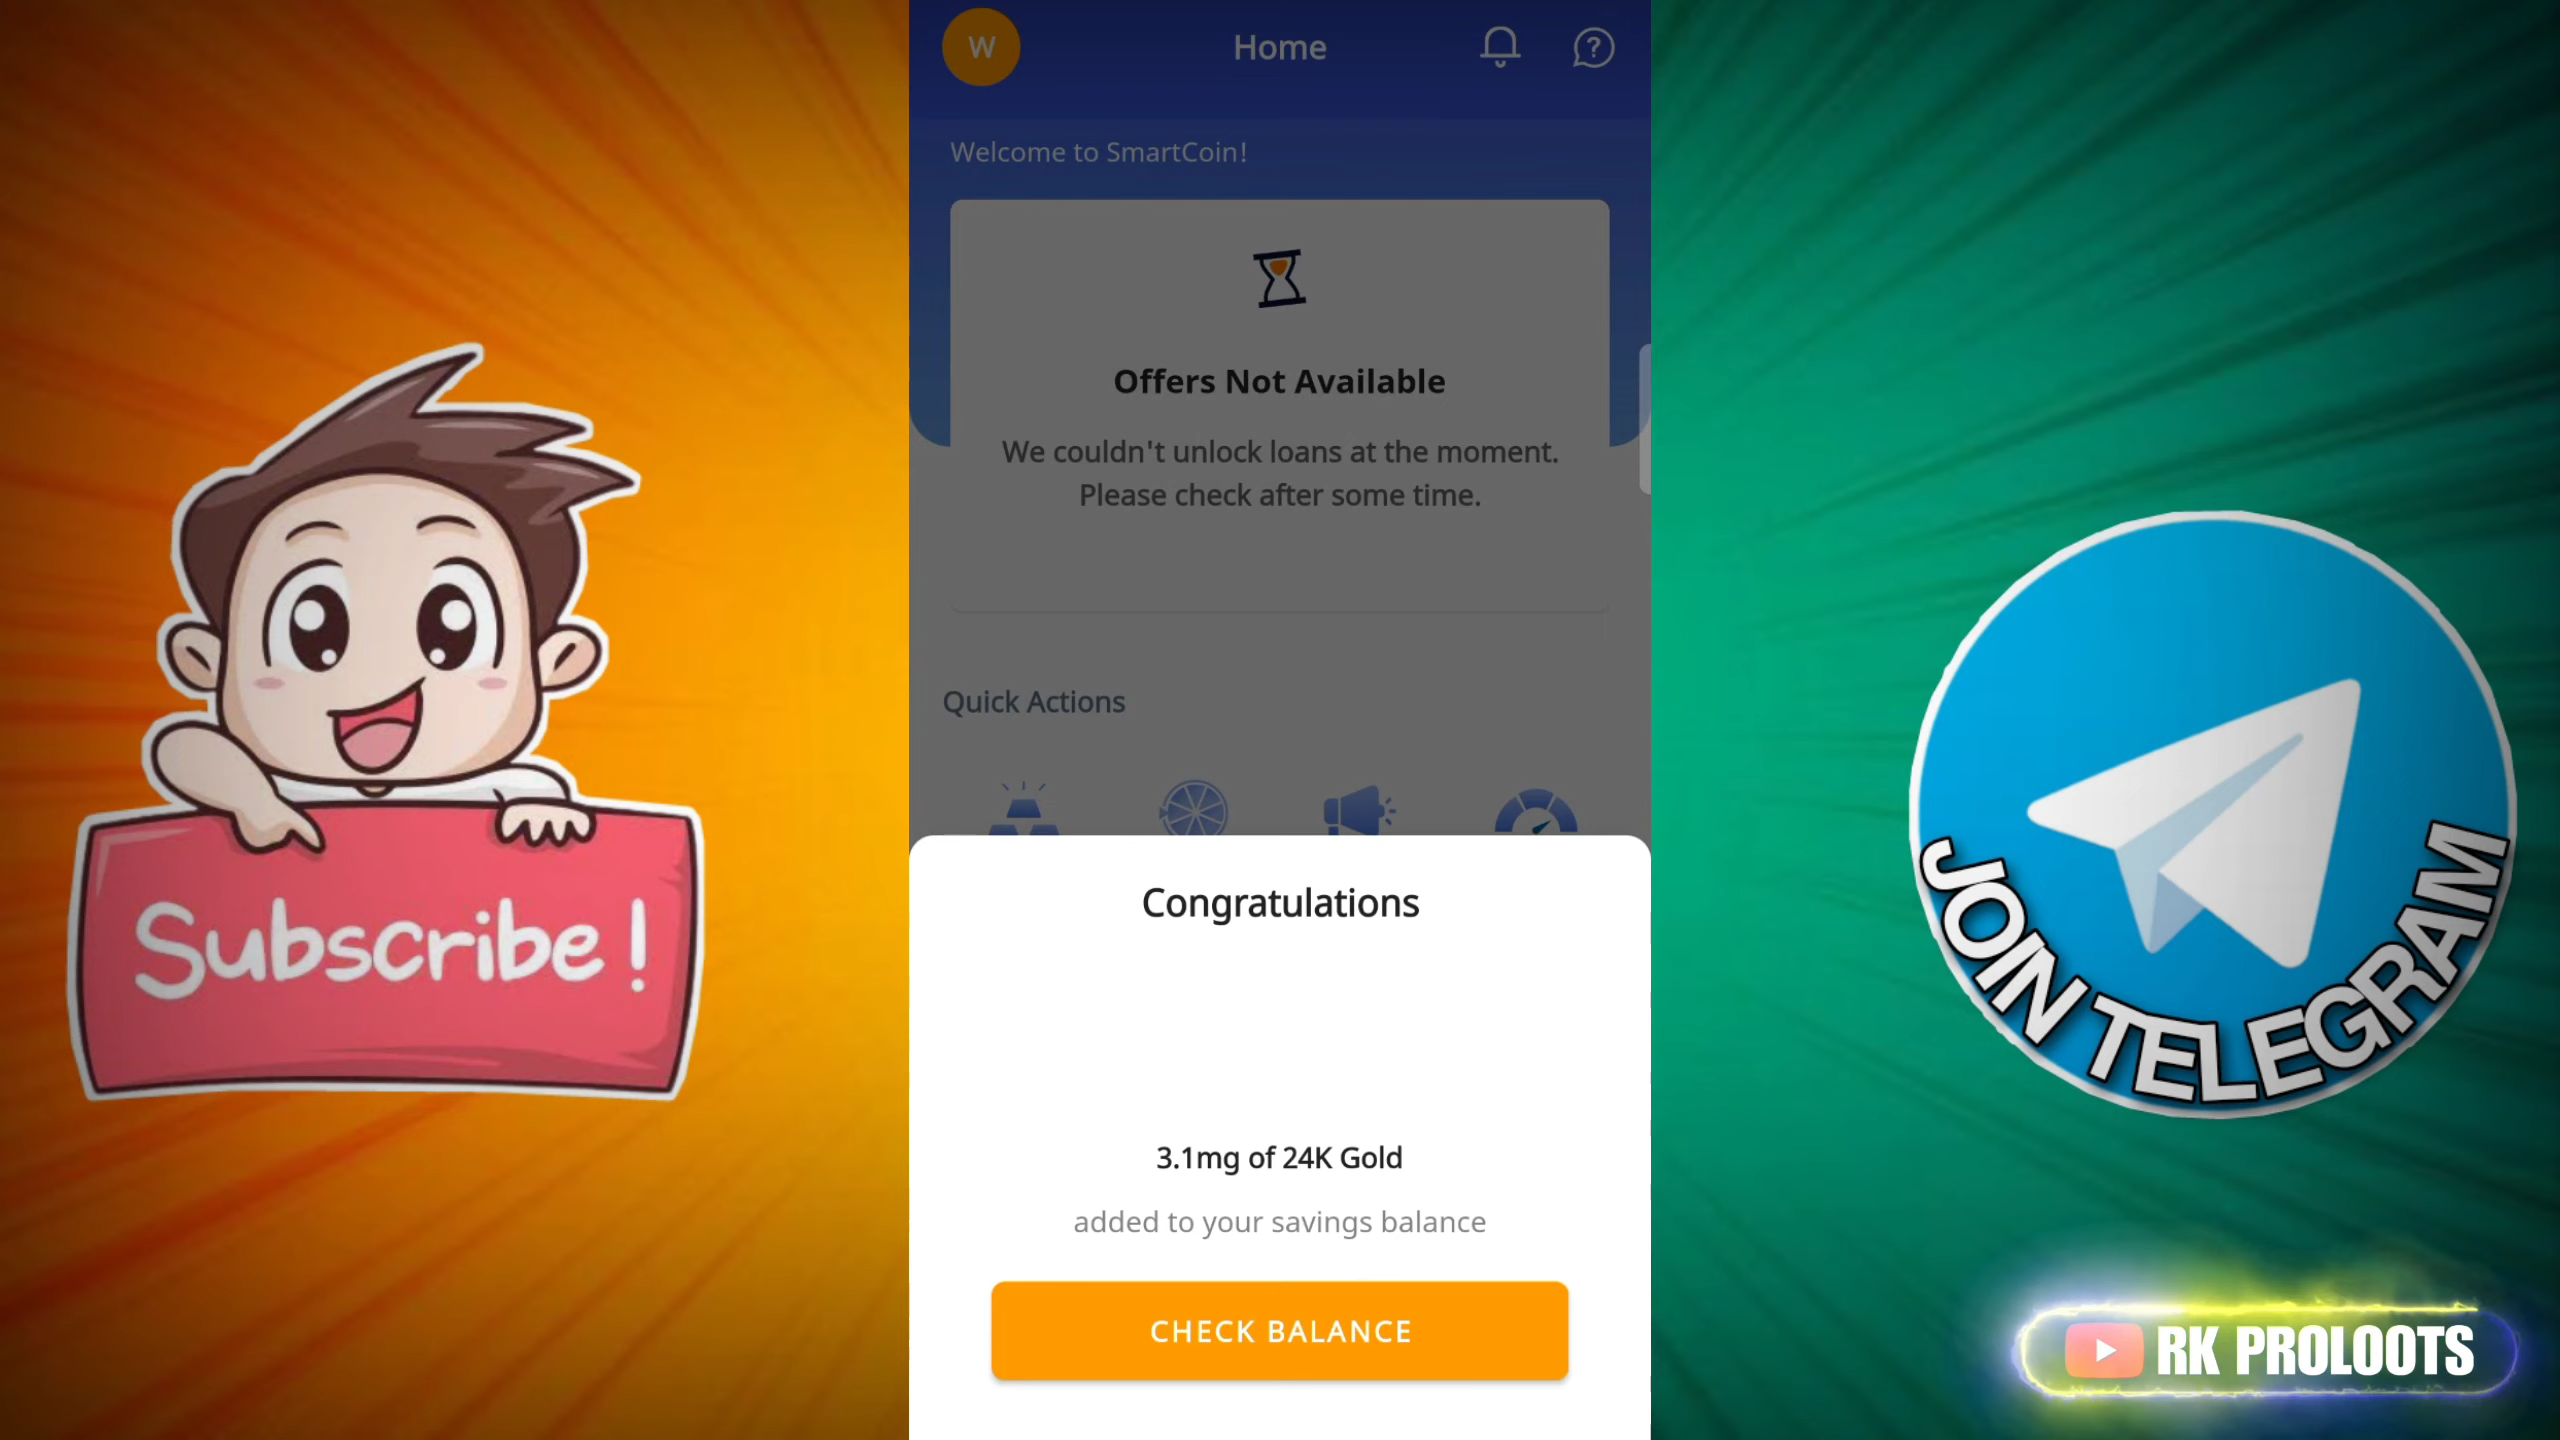 W
Home
Welcome to SmartCoin!
Offers Not Available
We couldn't unlock loans at the moment.
Please check after some time.
Quick Actions
Congratulations
3.1mg of 24K Gold
added to your savings balance
CHECK BALANCE
Subscribe!
JOIN TELEGRAM
RK PROLOOTS